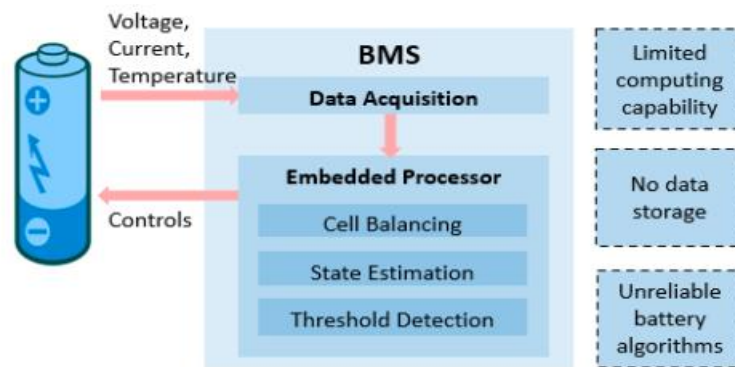 Voltage,
Current,
Temperature
BMS
Data Acquisition
Embedded Processor
Cell Balancing
State Estimation
Threshold Detection
Controls
Limited
computing
capability
No data
storage
Unreliable
battery
algorithms